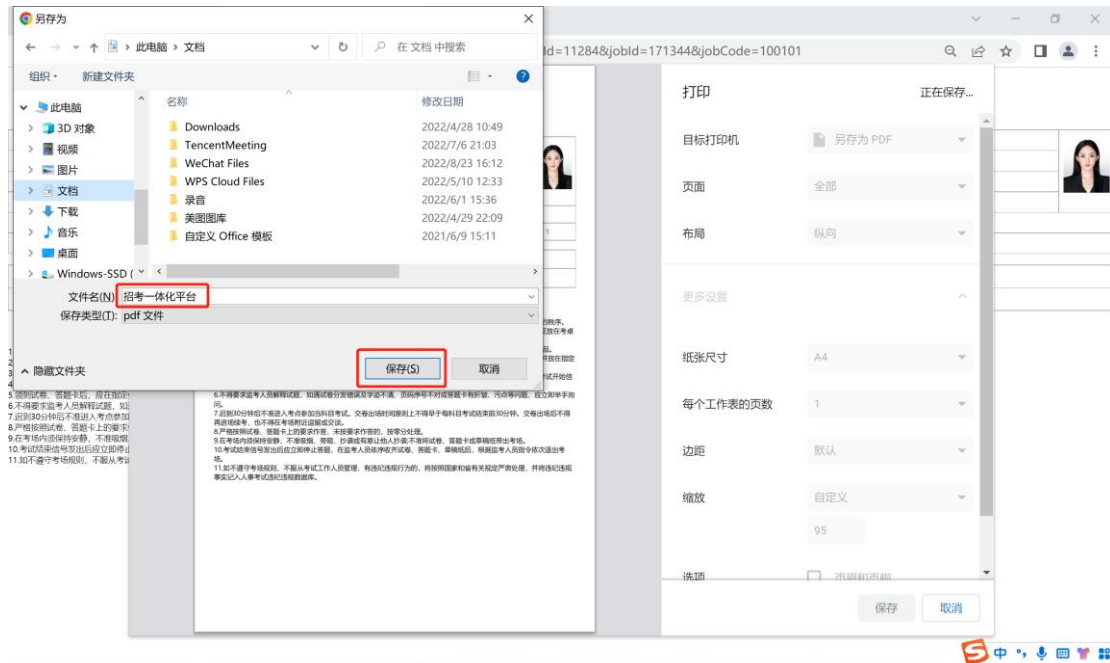 另存为
此电脑 > 文档
在 文档 中搜索
ld=11284&jobId=171344&jobCode=100101
组织
新建文件夹
名称
修改日期
此电脑
3D 对象
视频
图片
文档
下载
音乐
桌面
Windows-SSD (
Downloads
2022/4/28 10:49
TencentMeeting
2022/7/6 21:03
WeChat Files
2022/8/23 16:12
WPS Cloud Files
2022/5/10 12:33
录音
2022/6/1 15:36
美图图库
2022/4/29 22:09
自定义 Office 模板
2021/6/9 15:11
文件名(N):
招考一体化平台
保存类型(T):
pdf 文件
隐藏文件夹
保存(S)
取消
打印
正在保存...
目标打印机
另存为 PDF
页面
全部
布局
纵向
更多设置
纸张尺寸
A4
每个工作表的页数
1
边距
默认
缩放
自定义
95
选项
页眉和页脚
保存
取消
5.领到试卷、答题卡后，应在指定
6.不得要求监考人员解释试题，如
7.迟到30分钟后不准进入考点参加
8.严格按照试卷、答题卡上的要求
9.在考场内须保持安静，不准吸烟
10.考试结束信号发出后应立即停止
11.如不遵守考场规则，不服从考试
6.不得要求监考人员解释试题，如遇试卷分发错误及字迹不清、页码序号不对或答题卡有折皱、污点等问题，应立即举手询
问。
7.迟到30分钟后不准进入考点参加当科目考试。交卷出场时间原则上不得早于每科目考试结束前30分钟。交卷出场后不得
再进场续考，也不得在考场附近逗留或交谈。
8.严格按照试卷、答题卡上的要求作答，未按要求作答的，按零分处理。
9.在考场内须保持安静，不准吸烟、旁窥、抄袭或有意让他人抄袭;不准将试卷、答题卡或草稿纸带出考场。
10.考试结束信号发出后应立即停止答题，在监考人员依序收齐试卷、答题卡、草稿纸后，根据监考人员指令依次退出考
场。
11.如不遵守考场规则，不服从考试工作人员管理，有违纪违规行为的，将按照国家和省有关规定严肃处理，并将违纪违规
事实记入人事考试违纪违规数据库。
中